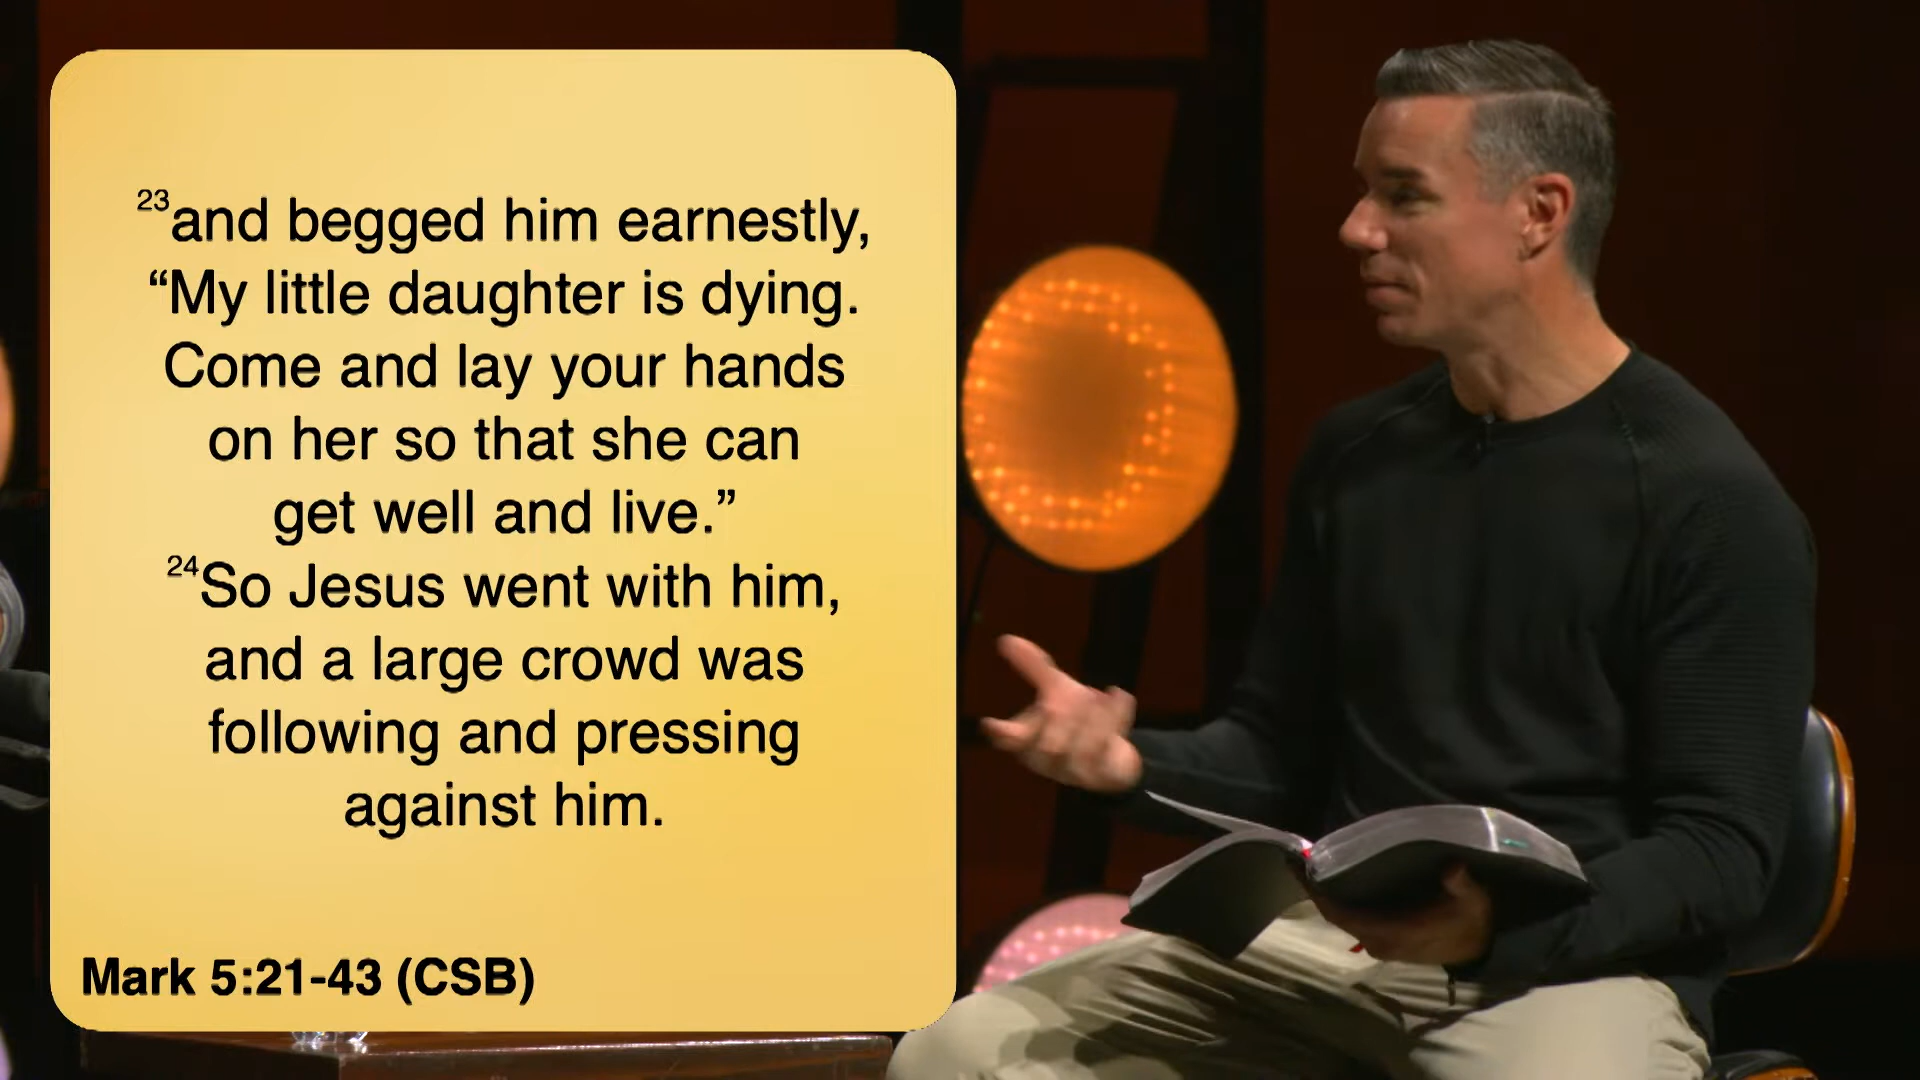 23and begged him earnestly,
“My little daughter is dying.
Come and lay your hands
on her so that she can
get well and live.”
24So Jesus went with him,
and a large crowd was
following and pressing
against him.
Mark 5:21-43 (CSB)